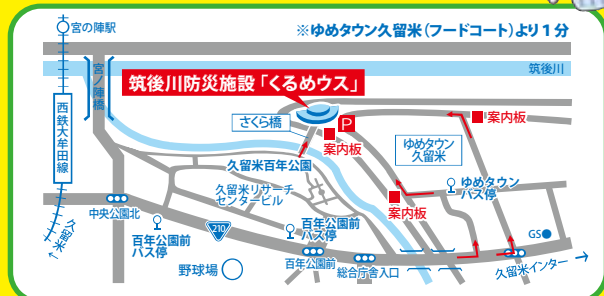 宮の陣駅
※ゆめタウン久留米(フードコート)より1分
筑後川
宮ノ陣橋
筑後川防災施設「くるめウス」
西鉄大牟田線
さくら橋
P
案内板
案内板
ゆめタウン
久留米
久留米百年公園
久留米リサーチ
センタービル
ゆめタウン
バス停
案内板
中央公園北
久留米←
百年公園前
バス停
210
百年公園前
バス停
野球場
百年公園前
総合庁舎入口
GS
久留米インター→